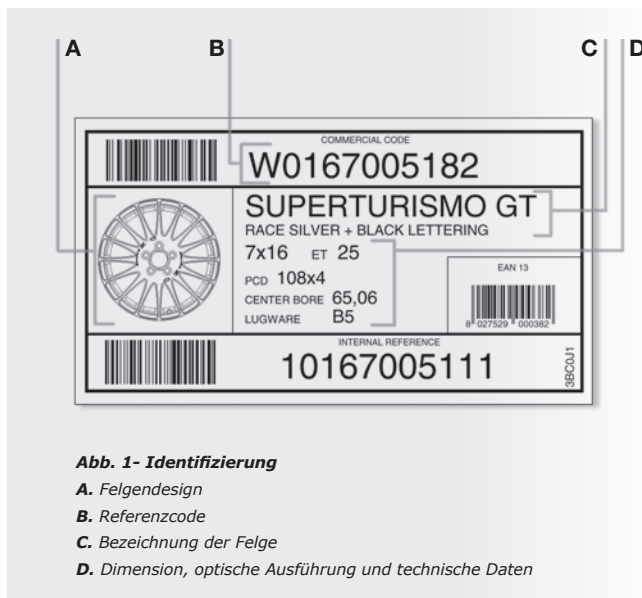 A B C D
COMMERCIAL CODE
W0167005182
SUPERTURISMO GT
RACE SILVER + BLACK LETTERING
7x16 ET 25
PCD 108x4
CENTER BORE 65,06
LUGWARE B5
EAN 13
8 027529 000382
INTERNAL REFERENCE
10167005111
3BC0J1
Abb. 1- Identifizierung
A. Felgendesign
B. Referenzcode
C. Bezeichnung der Felge
D. Dimension, optische Ausführung und technische Daten